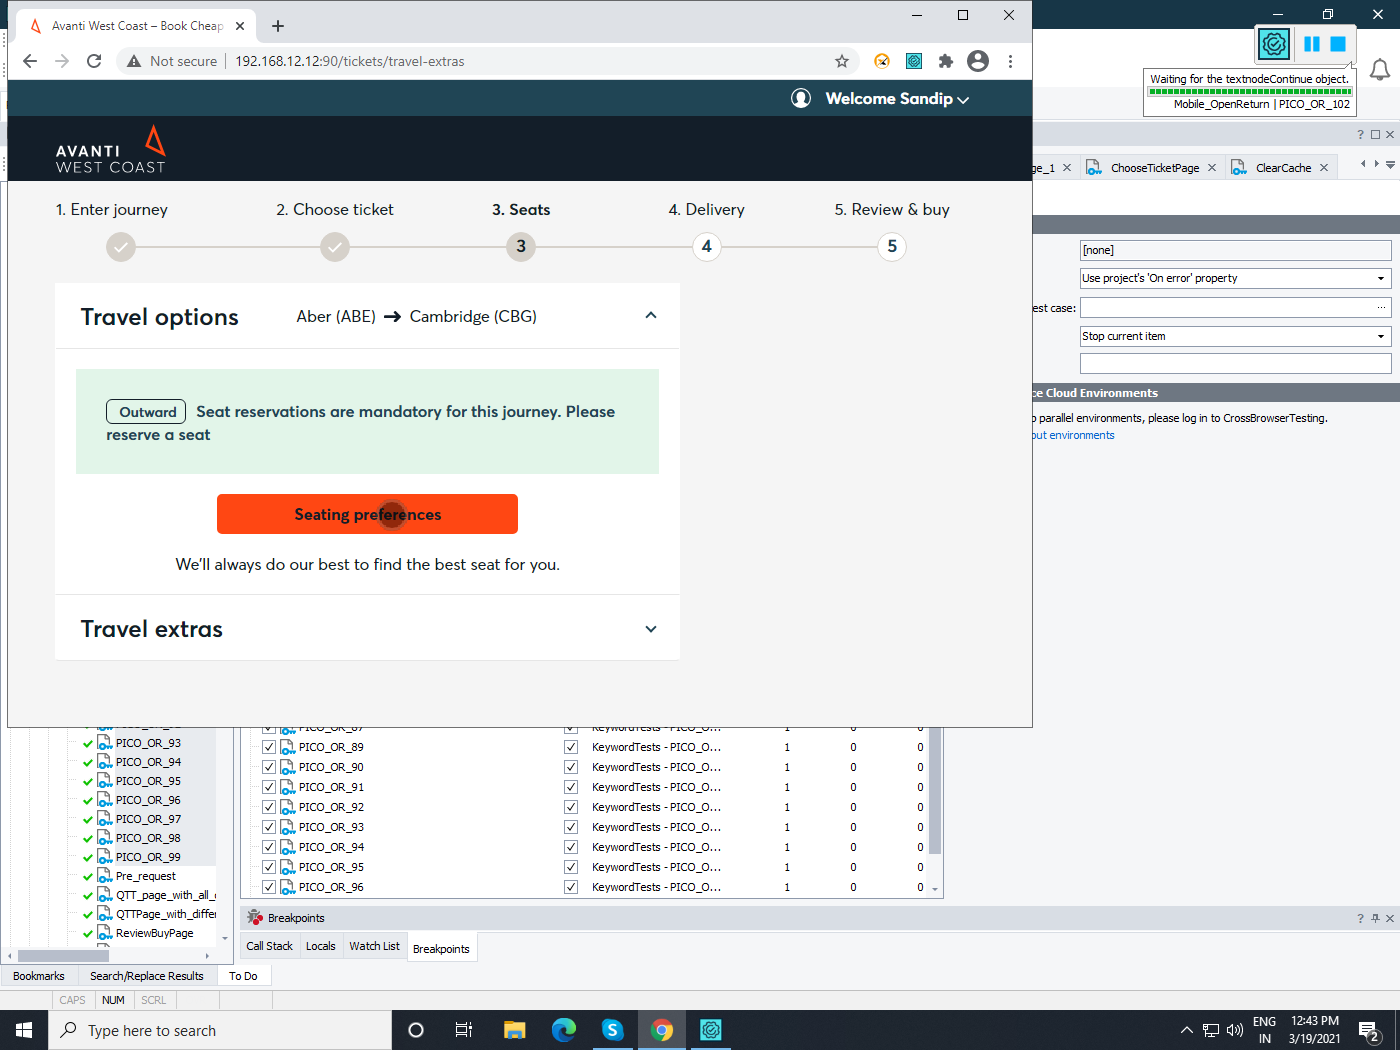 Avanti West Coast – Book Cheap
Not secure
192.168.12.12:90/tickets/travel-extras
Waiting for the textnodeContinue object.
Mobile_OpenReturn | PICO_OR_102
Welcome Sandip
AVANTI
WEST COAST
ChooseTicketPage
ClearCache
1. Enter journey
2. Choose ticket
3. Seats
4. Delivery
5. Review & buy
3
4
5
[none]
Use project's 'On error' property
est case:
Stop current item
Travel options
Aber (ABE)
Cambridge (CBG)
Outward Seat reservations are mandatory for this journey. Please
reserve a seat
ce Cloud Environments
parallel environments, please log in to CrossBrowserTesting.
out environments
Seating preferences
We'll always do our best to find the best seat for you.
Travel extras
PICO_OR_93
PICO_OR_94
PICO_OR_95
PICO_OR_96
PICO_OR_97
PICO_OR_98
PICO_OR_99
Pre_request
QTT_page_with_all_
QTTPage_with_differ
ReviewBuyPage
PICO_OR_87 KeywordTests - PICO_O... 1 0 0
PICO_OR_89 KeywordTests - PICO_O... 1 0 0
PICO_OR_90 KeywordTests - PICO_O... 1 0 0
PICO_OR_91 KeywordTests - PICO_O... 1 0 0
PICO_OR_92 KeywordTests - PICO_O... 1 0 0
PICO_OR_93 KeywordTests - PICO_O... 1 0 0
PICO_OR_94 KeywordTests - PICO_O... 1 0 0
PICO_OR_95 KeywordTests - PICO_O... 1 0 0
PICO_OR_96 KeywordTests - PICO_O... 1 0 0
Breakpoints
Call Stack
Locals
Watch List
Breakpoints
Bookmarks
Search/Replace Results
To Do
CAPS
NUM
SCRL
Type here to search
ENG
IN
12:43 PM
3/19/2021
2